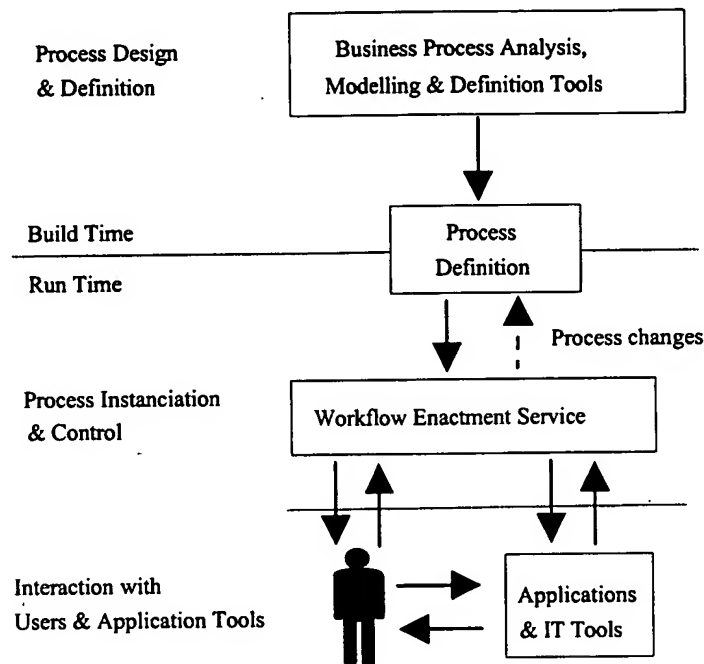 Process Design
& Definition
Business Process Analysis,
Modelling & Definition Tools
Build Time
Process
Definition
Run Time
Process changes
Process Instanciation
& Control
Workflow Enactment Service
Interaction with
Users & Application Tools
Applications
& IT Tools